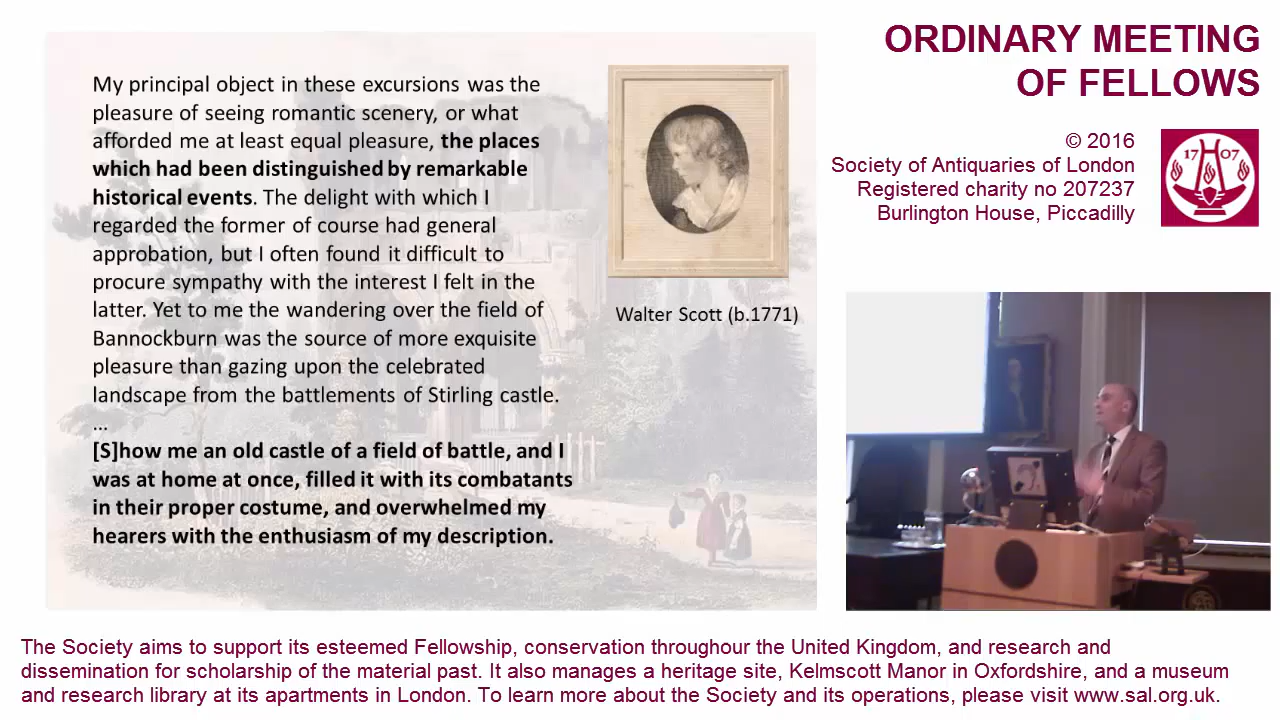 My principal object in these excursions was the
pleasure of seeing romantic scenery, or what
afforded me at least equal pleasure, the places
which had been distinguished by remarkable
historical events. The delight with which I
regarded the former of course had general
approbation, but I often found it difficult to
procure sympathy with the interest I felt in the
latter. Yet to me the wandering over the field of
Bannockburn was the source of more exquisite
pleasure than gazing upon the celebrated
landscape from the battlements of Stirling castle.
...
[S]how me an old castle of a field of battle, and I
was at home at once, filled it with its combatants
in their proper costume, and overwhelmed my
hearers with the enthusiasm of my description.
Walter Scott (b.1771)
ORDINARY MEETING
OF FELLOWS
© 2016
Society of Antiquaries of London
Registered charity no 207237
Burlington House, Piccadilly
17 07
The Society aims to support its esteemed Fellowship, conservation throughour the United Kingdom, and research and
dissemination for scholarship of the material past. It also manages a heritage site, Kelmscott Manor in Oxfordshire, and a museum
and research library at its apartments in London. To learn more about the Society and its operations, please visit www.sal.org.uk.